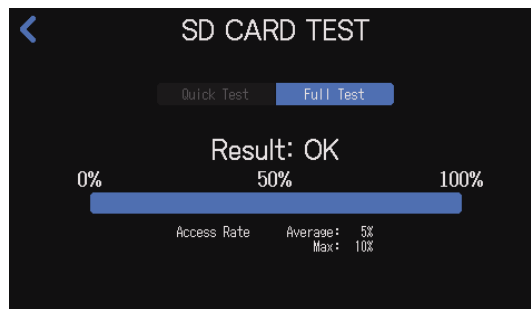 SD CARD TEST
Quick Test Full Test
Result: OK
0% 50% 100%
Access Rate Average: 5%
Max: 10%